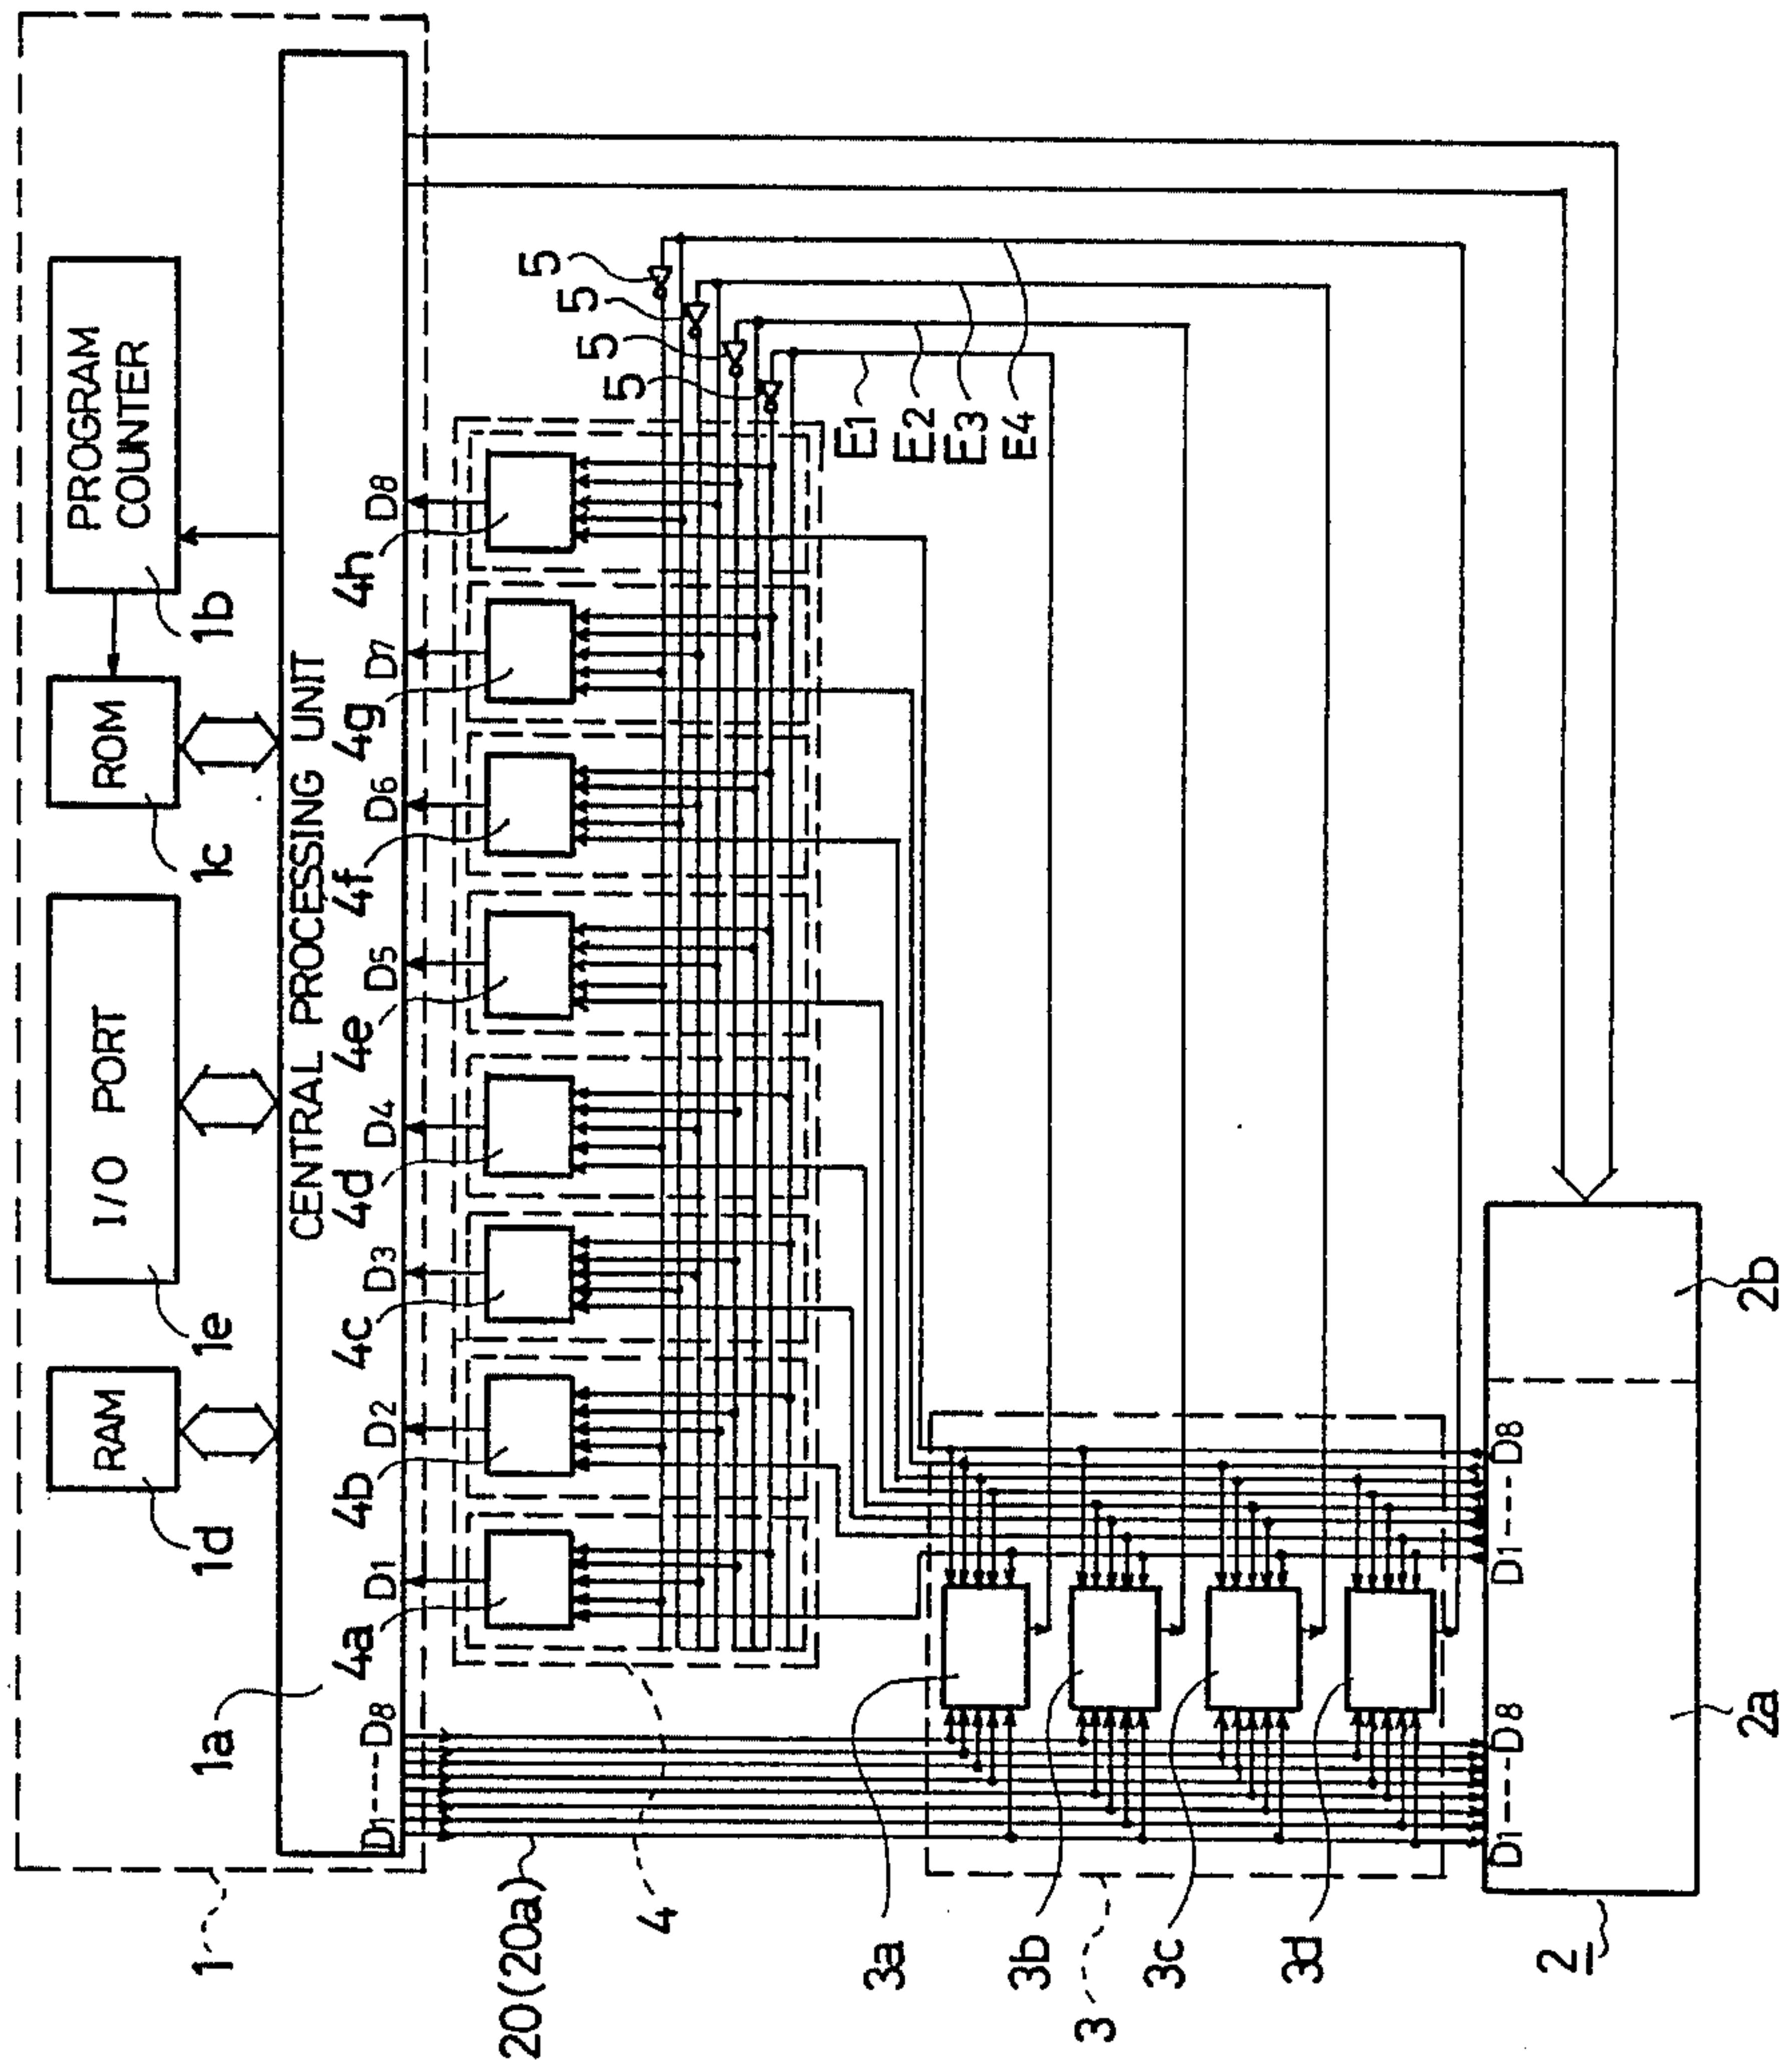 1
RAM
1d
I/O PORT
1e
ROM
1c
PROGRAM
COUNTER
1b
CENTRAL PROCESSING UNIT
1a
D1---D8
D1
D2
D3
D4
D5
D6
D7
D8
4a
4b
4c
4d
4e
4f
4g
4h
20(20a)
4
5
5
5
5
E1
E2
E3
E4
3a
3b
3
3c
3d
D1---D8
D1---D8
2
2a
2b